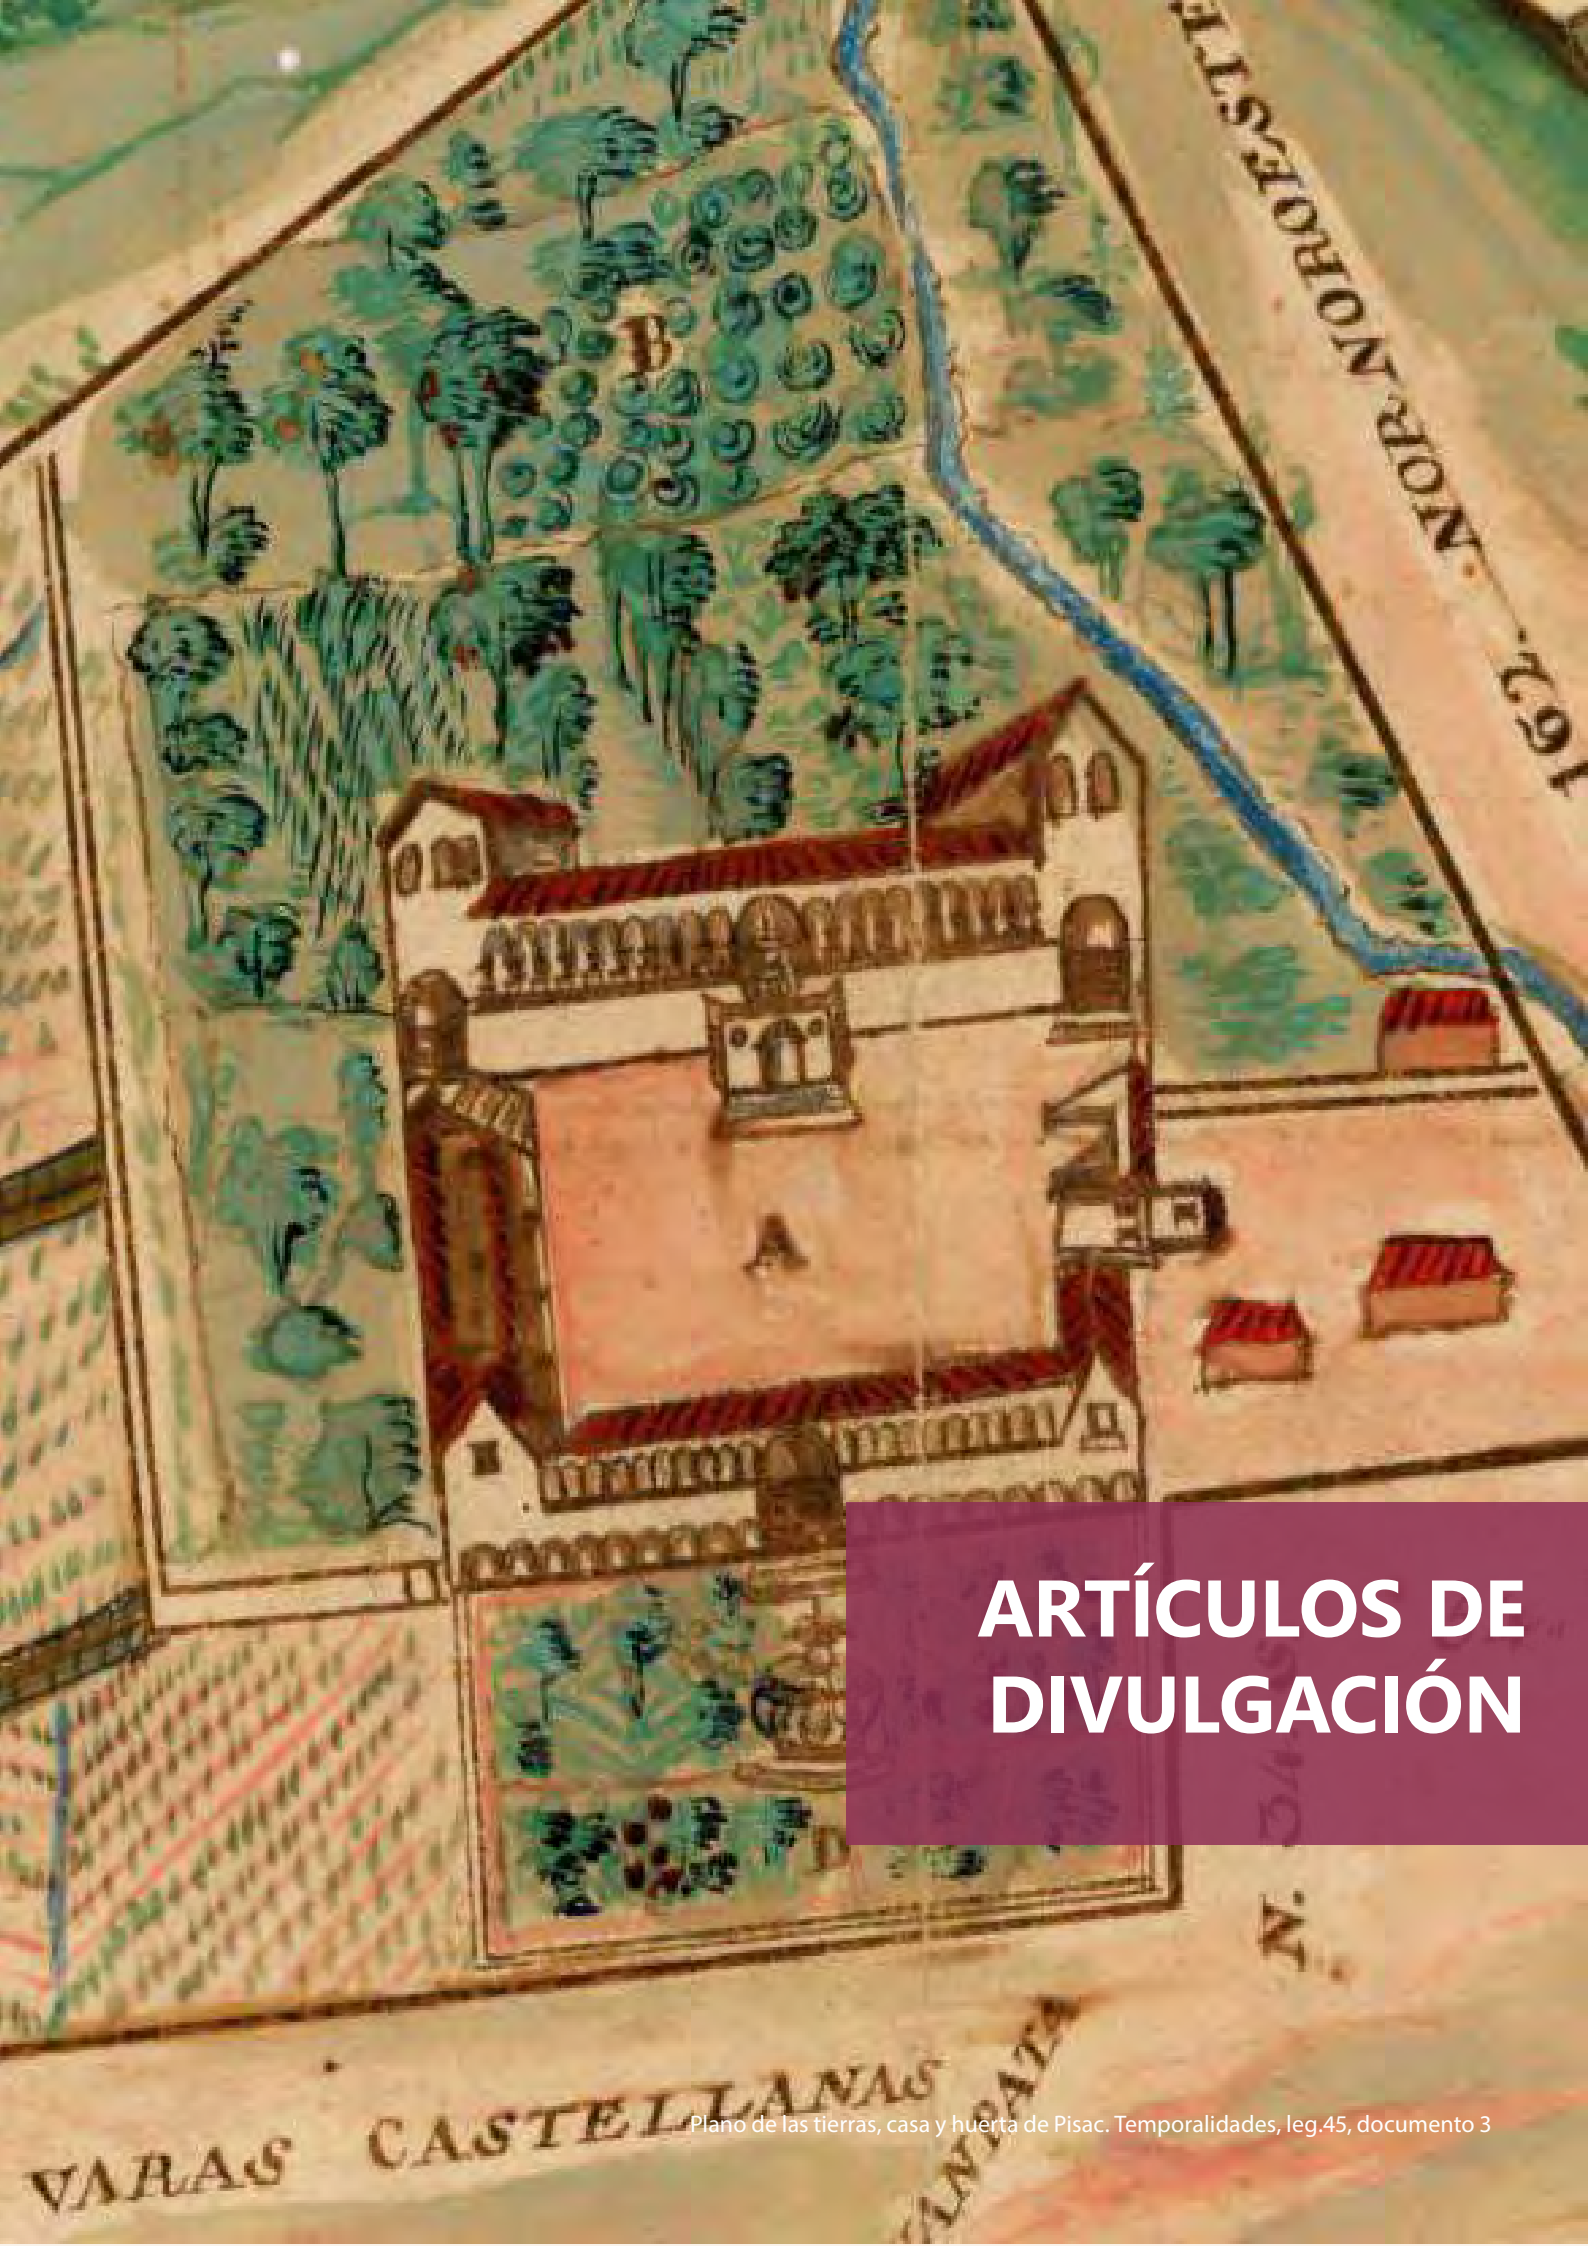 162. NOR NOROESTE
B
A
ARTÍCULOS DE
DIVULGACIÓN
D
N.
VARAS CASTELLANAS
Plano de las tierras, casa y huerta de Pisac. Temporalidades, leg.45, documento 3